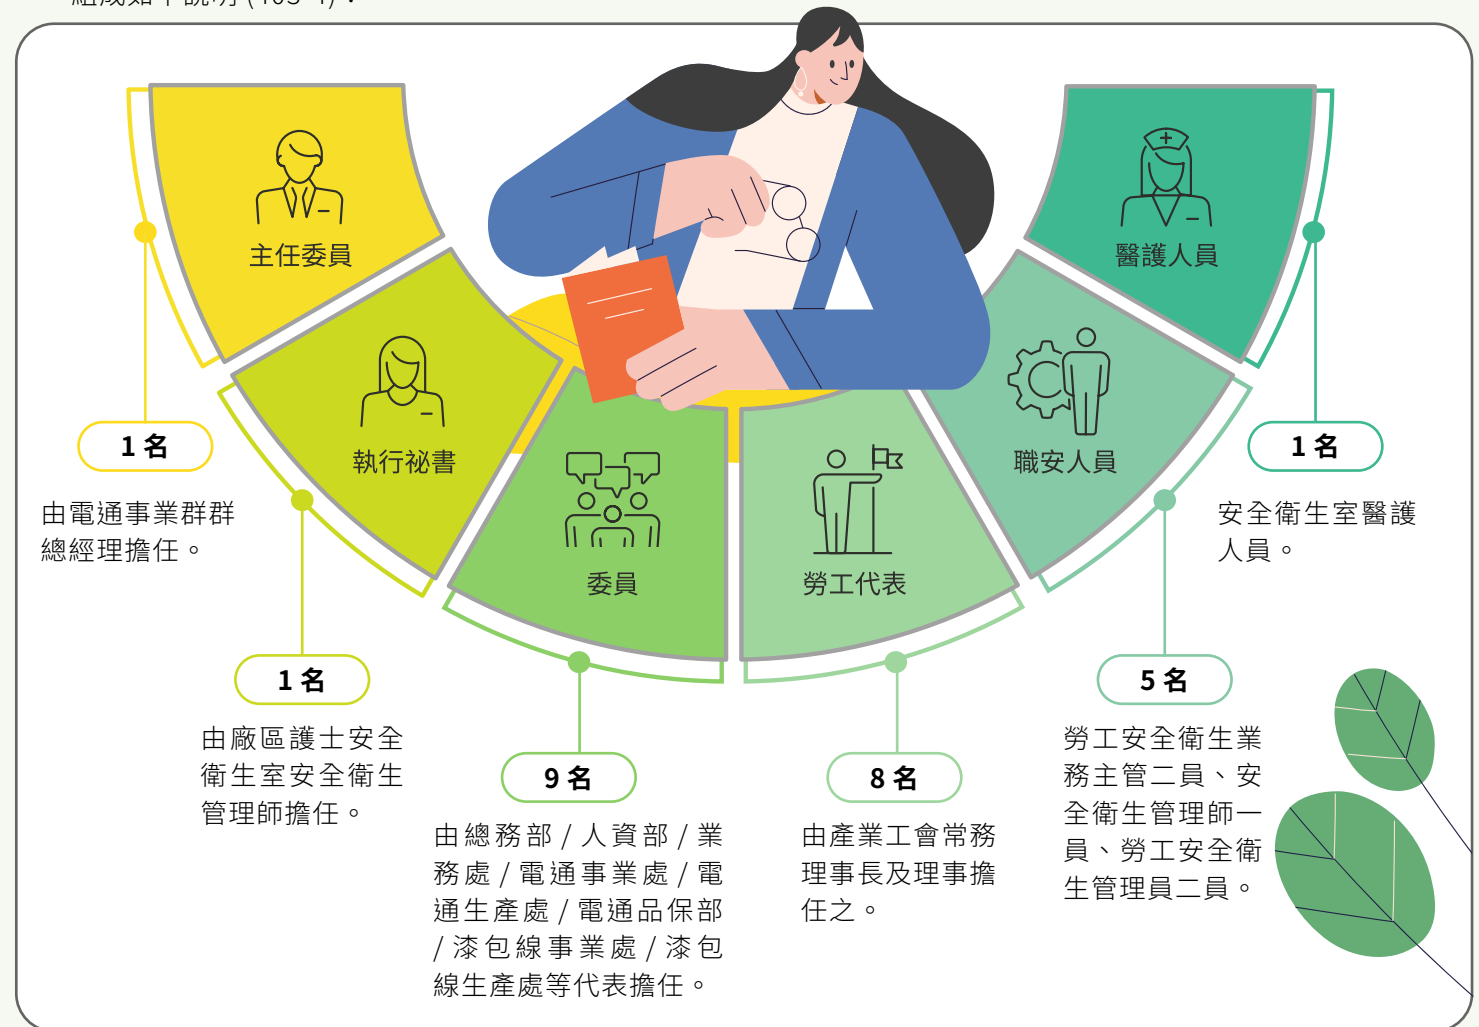 組成如下說明 (403-4)：
主任委員
1 名
由電通事業群群
總經理擔任。
執行祕書
1 名
由廠區護士安全
衛生室安全衛生
管理師擔任。
委員
9 名
由總務部 / 人資部 / 業
務處 / 電通事業處 / 電
通生產處 / 電通品保部
/ 漆包線事業處 / 漆包
線生產處等代表擔任。
勞工代表
8 名
由產業工會常務
理事長及理事擔
任之。
職安人員
5 名
勞工安全衛生業
務主管二員、安
全衛生管理師一
員、勞工安全衛
生管理員二員。
醫護人員
1 名
安全衛生室醫護
人員。